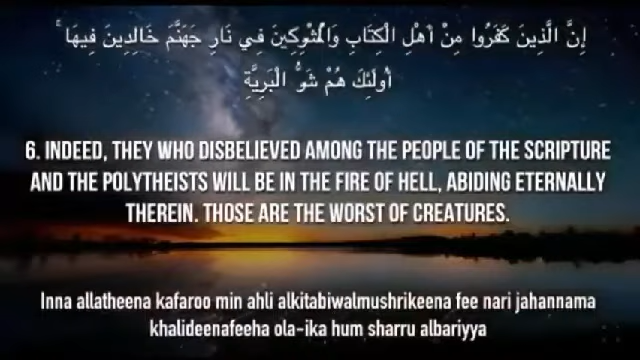 إِنَّ الَّذِينَ كَفَرُوا مِنْ أَهْلِ الْكِتَابِ وَالْمُشْرِكِينَ فِي نَارِ جَهَنَّمَ خَالِدِينَ فِيهَا ۚ
أُولَٰئِكَ هُمْ شَرُّ الْبَرِيَّةِ
6. INDEED, THEY WHO DISBELIEVED AMONG THE PEOPLE OF THE SCRIPTURE
AND THE POLYTHEISTS WILL BE IN THE FIRE OF HELL, ABIDING ETERNALLY
THEREIN. THOSE ARE THE WORST OF CREATURES.
Inna allatheena kafaroo min ahli alkitabiwalmushrikeena fee nari jahannama
khalideenafeeha ola-ika hum sharru albariyya